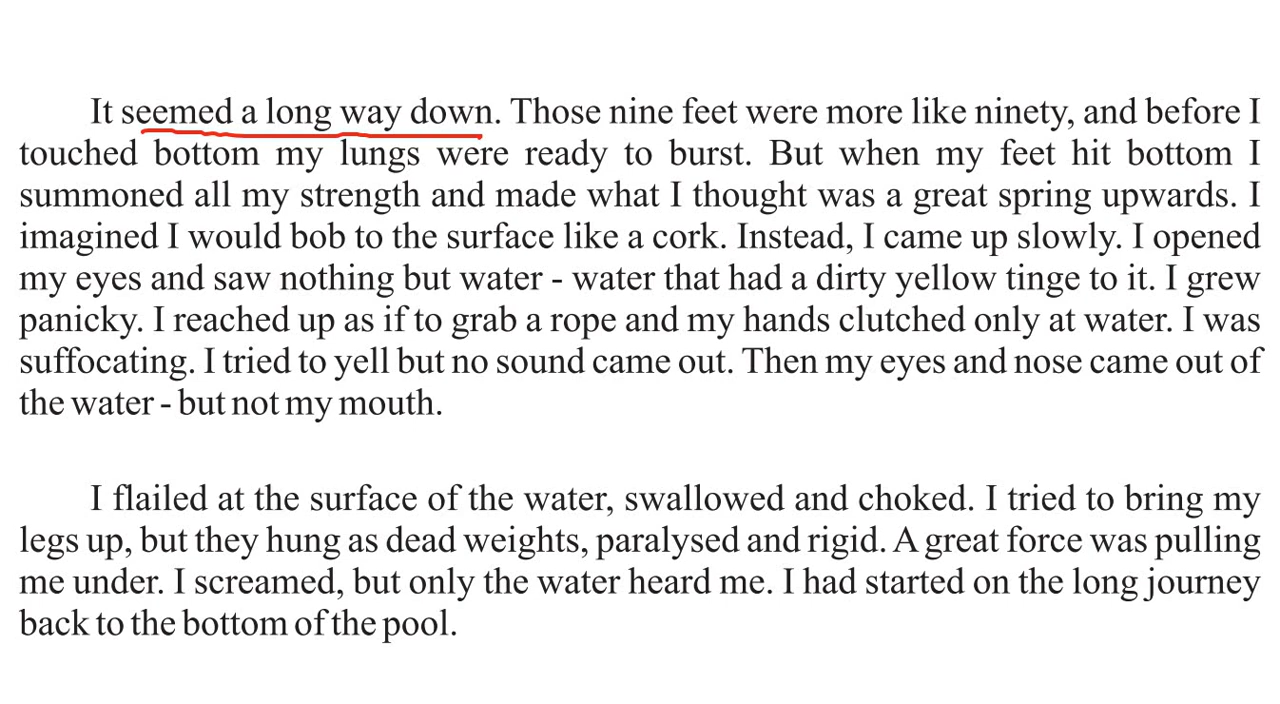 It seemed a long way down. Those nine feet were more like ninety, and before I
touched bottom my lungs were ready to burst. But when my feet hit bottom I
summoned all my strength and made what I thought was a great spring upwards. I
imagined I would bob to the surface like a cork. Instead, I came up slowly. I opened
my eyes and saw nothing but water - water that had a dirty yellow tinge to it. I grew
panicky. I reached up as if to grab a rope and my hands clutched only at water. I was
suffocating. I tried to yell but no sound came out. Then my eyes and nose came out of
the water - but not my mouth.
I flailed at the surface of the water, swallowed and choked. I tried to bring my
legs up, but they hung as dead weights, paralysed and rigid. A great force was pulling
me under. I screamed, but only the water heard me. I had started on the long journey
back to the bottom of the pool.